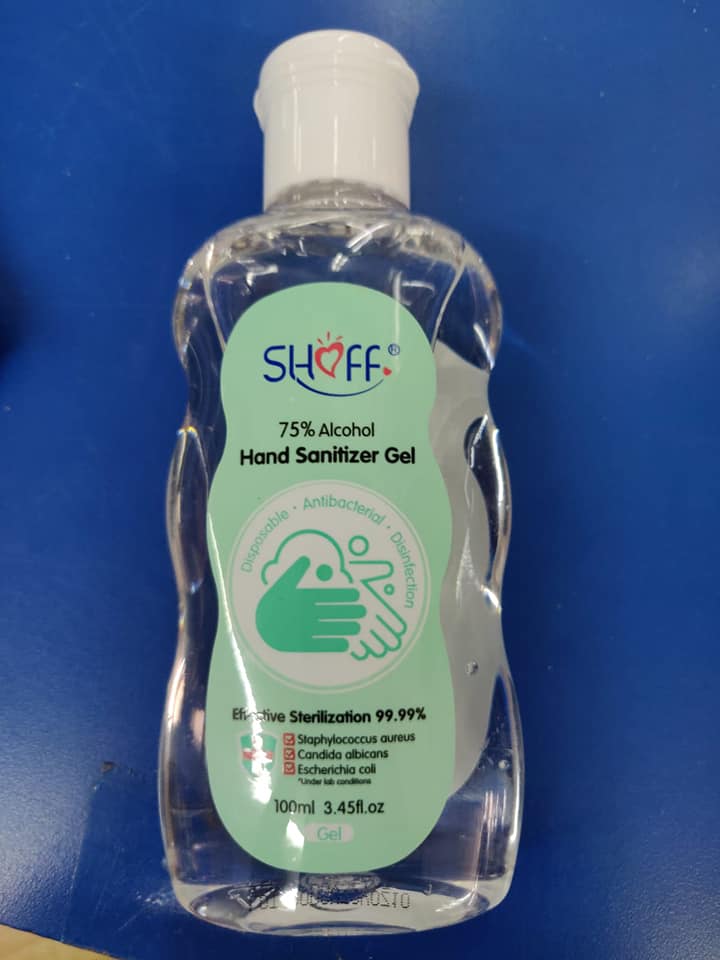 SHOFF®
75% Alcohol
Hand Sanitizer Gel
Disposable · Antibacterial · Disinfection
Effective Sterilization 99.99%
Staphylococcus aureus
Candida albicans
Escherichia coli
*Under lab conditions
100ml 3.45fl.oz
Gel